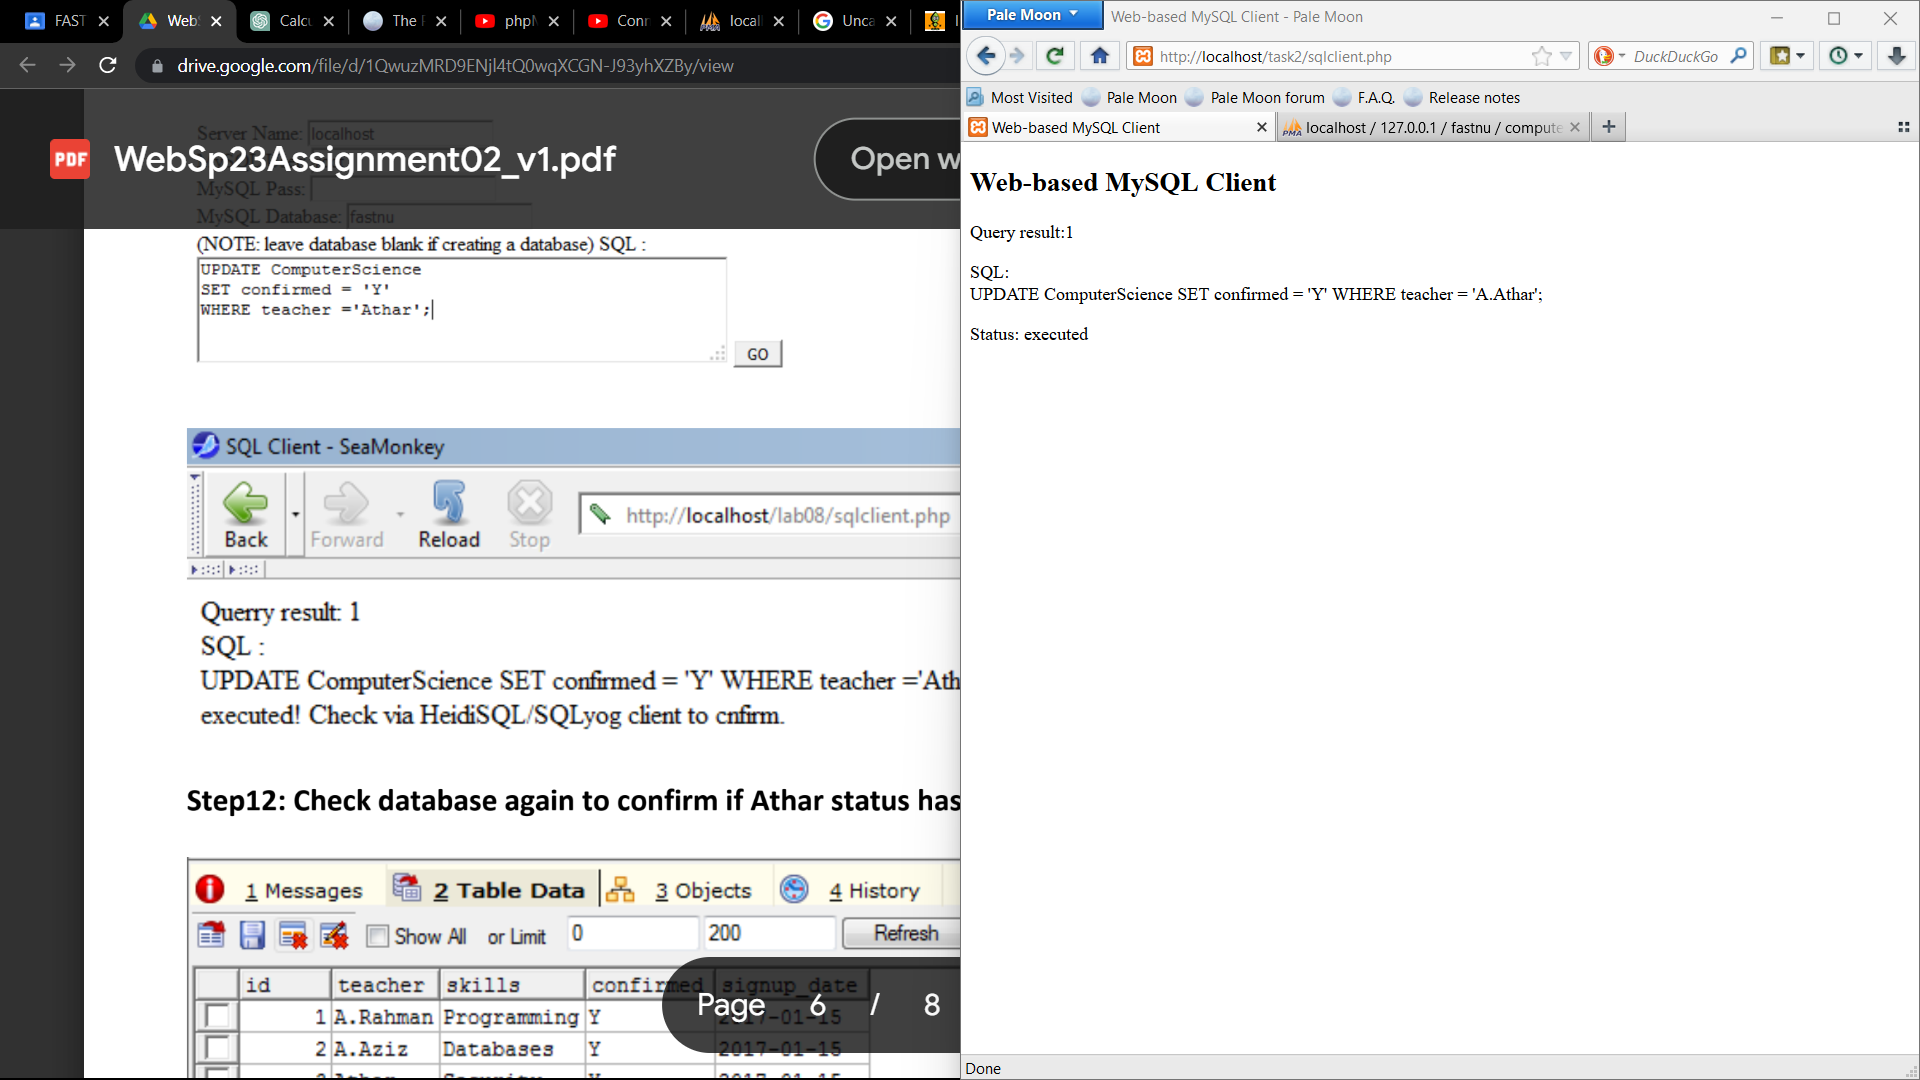 FAST
WebS
Calcu
The F
phpM
Conn
locall
Unca
drive.google.com/file/d/1QwuzMRD9ENjl4tQ0wqXCGN-J93yhXZBy/view
Server Name: localhost
PDF WebSp23Assignment02_v1.pdf
Open w
MySQL Pass:
MySQL Database: fastnu
(NOTE: leave database blank if creating a database) SQL :
UPDATE ComputerScience
SET confirmed = 'Y'
WHERE teacher ='Athar';
GO
SQL Client - SeaMonkey
Back
Forward
Reload
Stop
http://localhost/lab08/sqlclient.php
Querry result: 1
SQL :
UPDATE ComputerScience SET confirmed = 'Y' WHERE teacher ='Ath
executed! Check via HeidiSQL/SQLyog client to cnfirm.
Step12: Check database again to confirm if Athar status has
1 Messages
2 Table Data
3 Objects
4 History
Show All or Limit 0 200 Refresh
id teacher skills confirmed signup_date
1 A.Rahman Programming Y 2017-01-15
2 A.Aziz Databases Y 2017-01-15
Page 6 / 8
Pale Moon
Web-based MySQL Client - Pale Moon
http://localhost/task2/sqlclient.php
DuckDuckGo
Most Visited
Pale Moon
Pale Moon forum
F.A.Q.
Release notes
Web-based MySQL Client
PMA localhost / 127.0.0.1 / fastnu / compute
Web-based MySQL Client
Query result:1
SQL:
UPDATE ComputerScience SET confirmed = 'Y' WHERE teacher = 'A.Athar';
Status: executed
Done